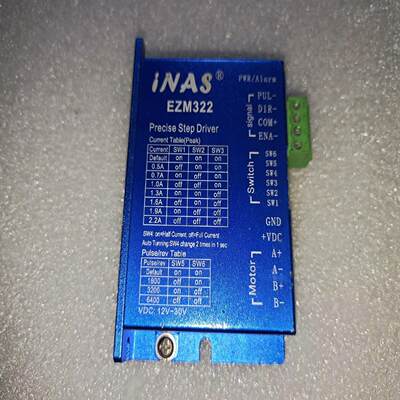 iNAS®
EZM322
Precise Step Driver
Current Table(Peak)
Current SW1 SW2 SW3
Default on on on
0.5A off on on
0.7A on off on
1.0A off off on
1.3A on on off
1.6A off on off
1.9A on off off
2.2A off off off
SW4: on=Half Current, off=Full Current
Auto Tunning:SW4 change 2 times in 1 sec
Pulse/rev Table
Pulse/rev SW5 SW6
Default on on
1600 off on
3200 on off
6400 off off
VDC: 12V~30V
PWR/Alarm
signal
PUL-
DIR-
COM+
ENA-
Switch
SW6
SW5
SW4
SW3
SW2
SW1
GND
+VDC
Motor
A+
A-
B+
B-